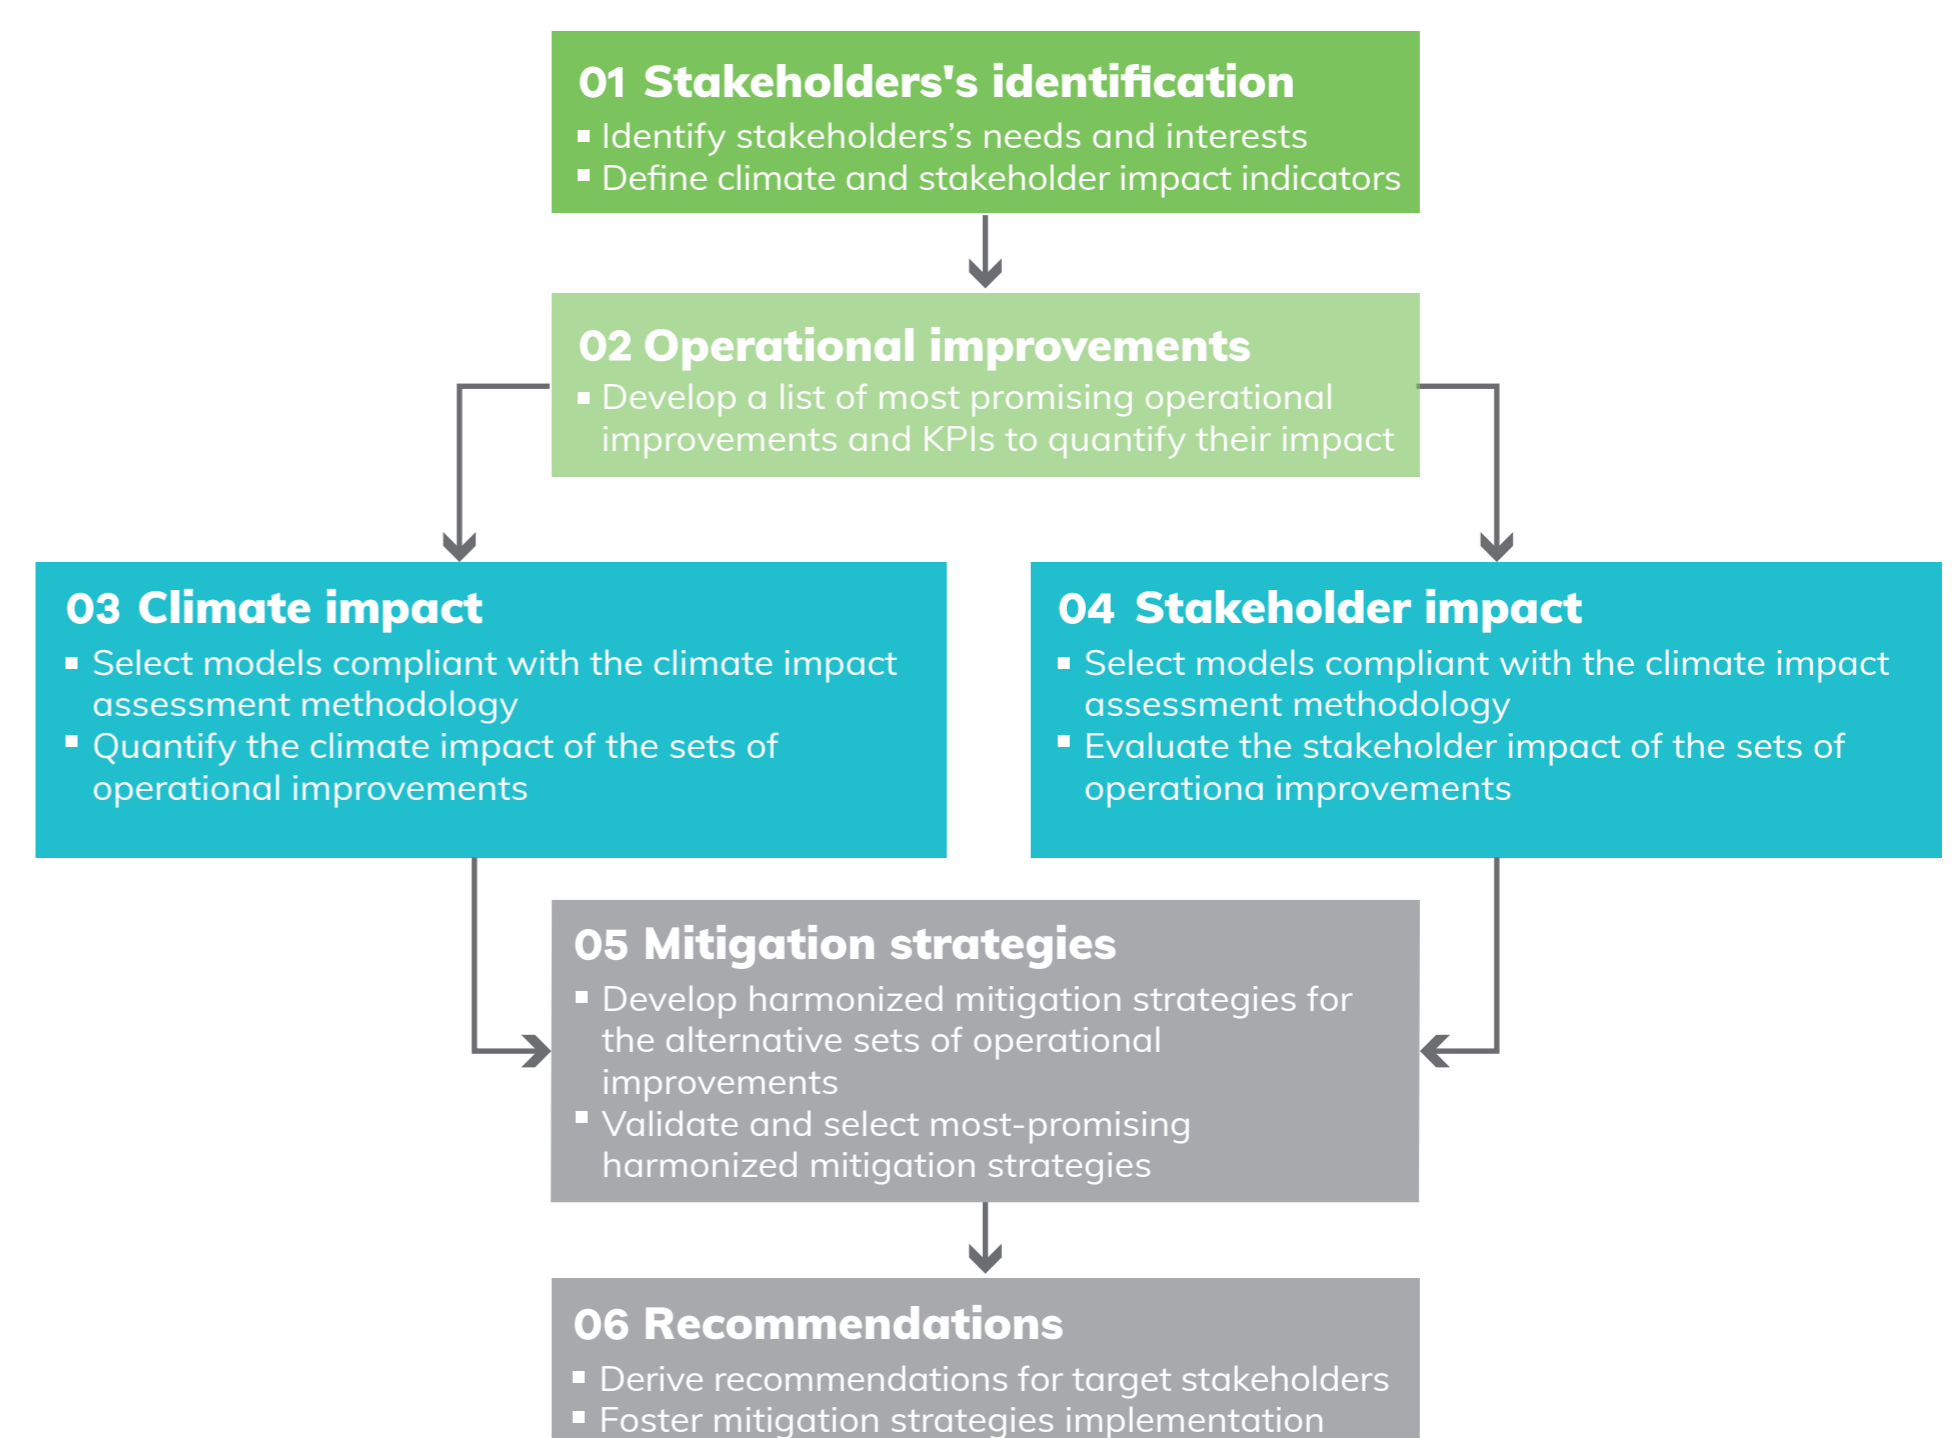 01 Stakeholders's identification
▪ Identify stakeholders’s needs and interests
▪ Define climate and stakeholder impact indicators
02 Operational improvements
▪ Develop a list of most promising operational
improvements and KPIs to quantify their impact
03 Climate impact
▪ Select models compliant with the climate impact
assessment methodology
▪ Quantify the climate impact of the sets of
operational improvements
04 Stakeholder impact
▪ Select models compliant with the climate impact
assessment methodology
▪ Evaluate the stakeholder impact of the sets of
operationa improvements
05 Mitigation strategies
▪ Develop harmonized mitigation strategies for
the alternative sets of operational
improvements
▪ Validate and select most-promising
harmonized mitigation strategies
06 Recommendations
▪ Derive recommendations for target stakeholders
▪ Foster mitigation strategies implementation